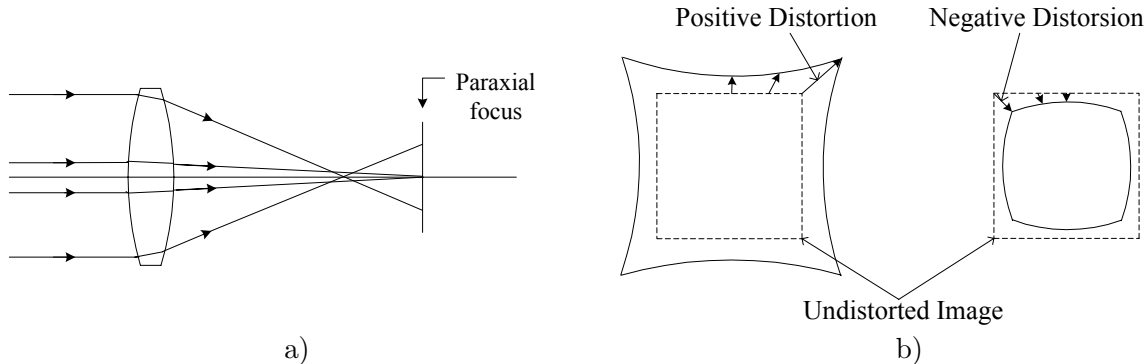 Paraxial
focus
a)
Positive Distortion
Negative Distorsion
Undistorted Image
b)